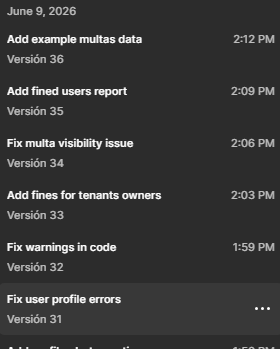 June 9, 2026
Add example multas data 2:12 PM
Versión 36
Add fined users report 2:09 PM
Versión 35
Fix multa visibility issue 2:06 PM
Versión 34
Add fines for tenants owners 2:03 PM
Versión 33
Fix warnings in code 1:59 PM
Versión 32
Fix user profile errors
Versión 31